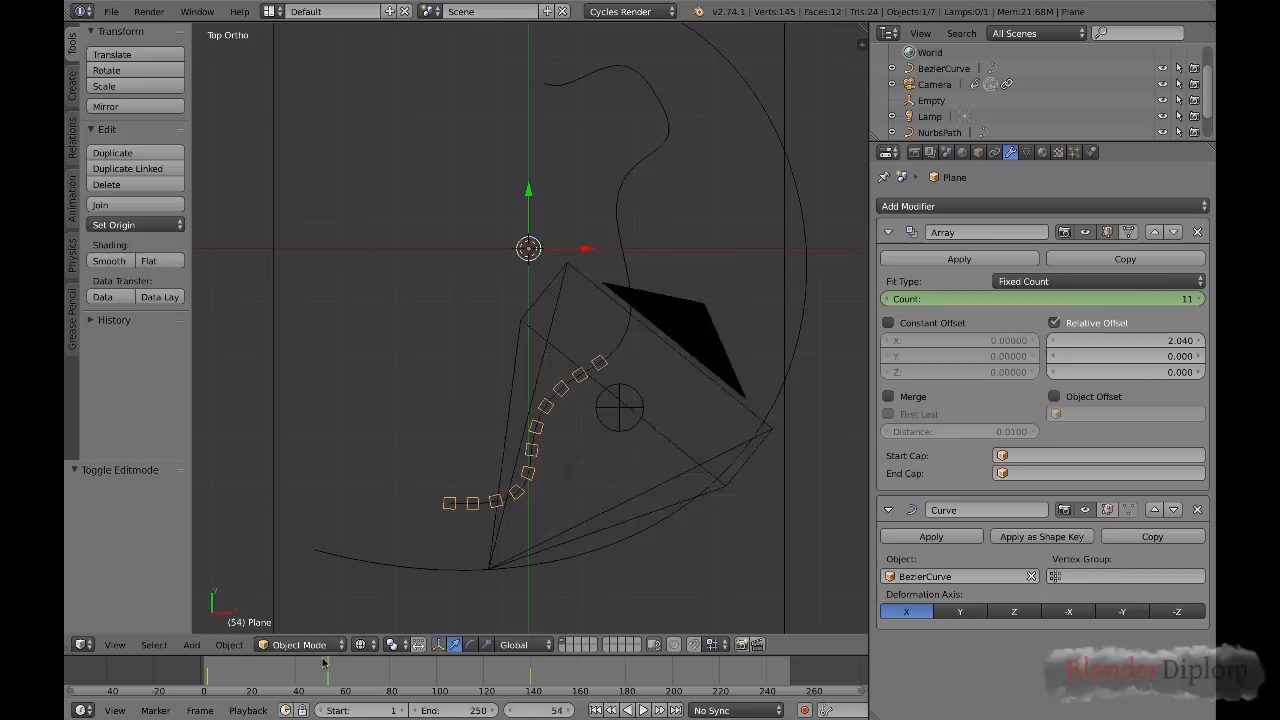 File Render Window Help Default Scene Cycles Render v2.74.1 | Verts:145 | Faces:12 | Tris:24 | Objects:1/7 | Lamps:0/1 | Mem:21.68M | Plane
Tools
Create
Relations
Animation
Physics
Grease Pencil
Transform
Translate
Rotate
Scale
Mirror
Edit
Duplicate
Duplicate Linked
Delete
Join
Set Origin
Shading:
Smooth Flat
Data Transfer:
Data Data Lay
History
Toggle Editmode
Top Ortho
(54) Plane
View Select Add Object Object Mode Global
-40 -20 0 20 40 60 80 100 120 140 160 180 200 220 240 260
View Marker Frame Playback Start: 1 End: 250 54 No Sync
View Search All Scenes
World
BezierCurve
Camera
Empty
Lamp
NurbsPath
Plane
Add Modifier
Array
Apply Copy
Fit Type: Fixed Count
Count: 11
Constant Offset Relative Offset
X: 0.00000 2.040
Y: 0.00000 0.000
Z: 0.00000 0.000
Merge Object Offset
First Last
Distance: 0.0100
Start Cap:
End Cap:
Curve
Apply Apply as Shape Key Copy
Object: Vertex Group:
BezierCurve
Deformation Axis:
X Y Z -X -Y -Z
BlenderDiplom